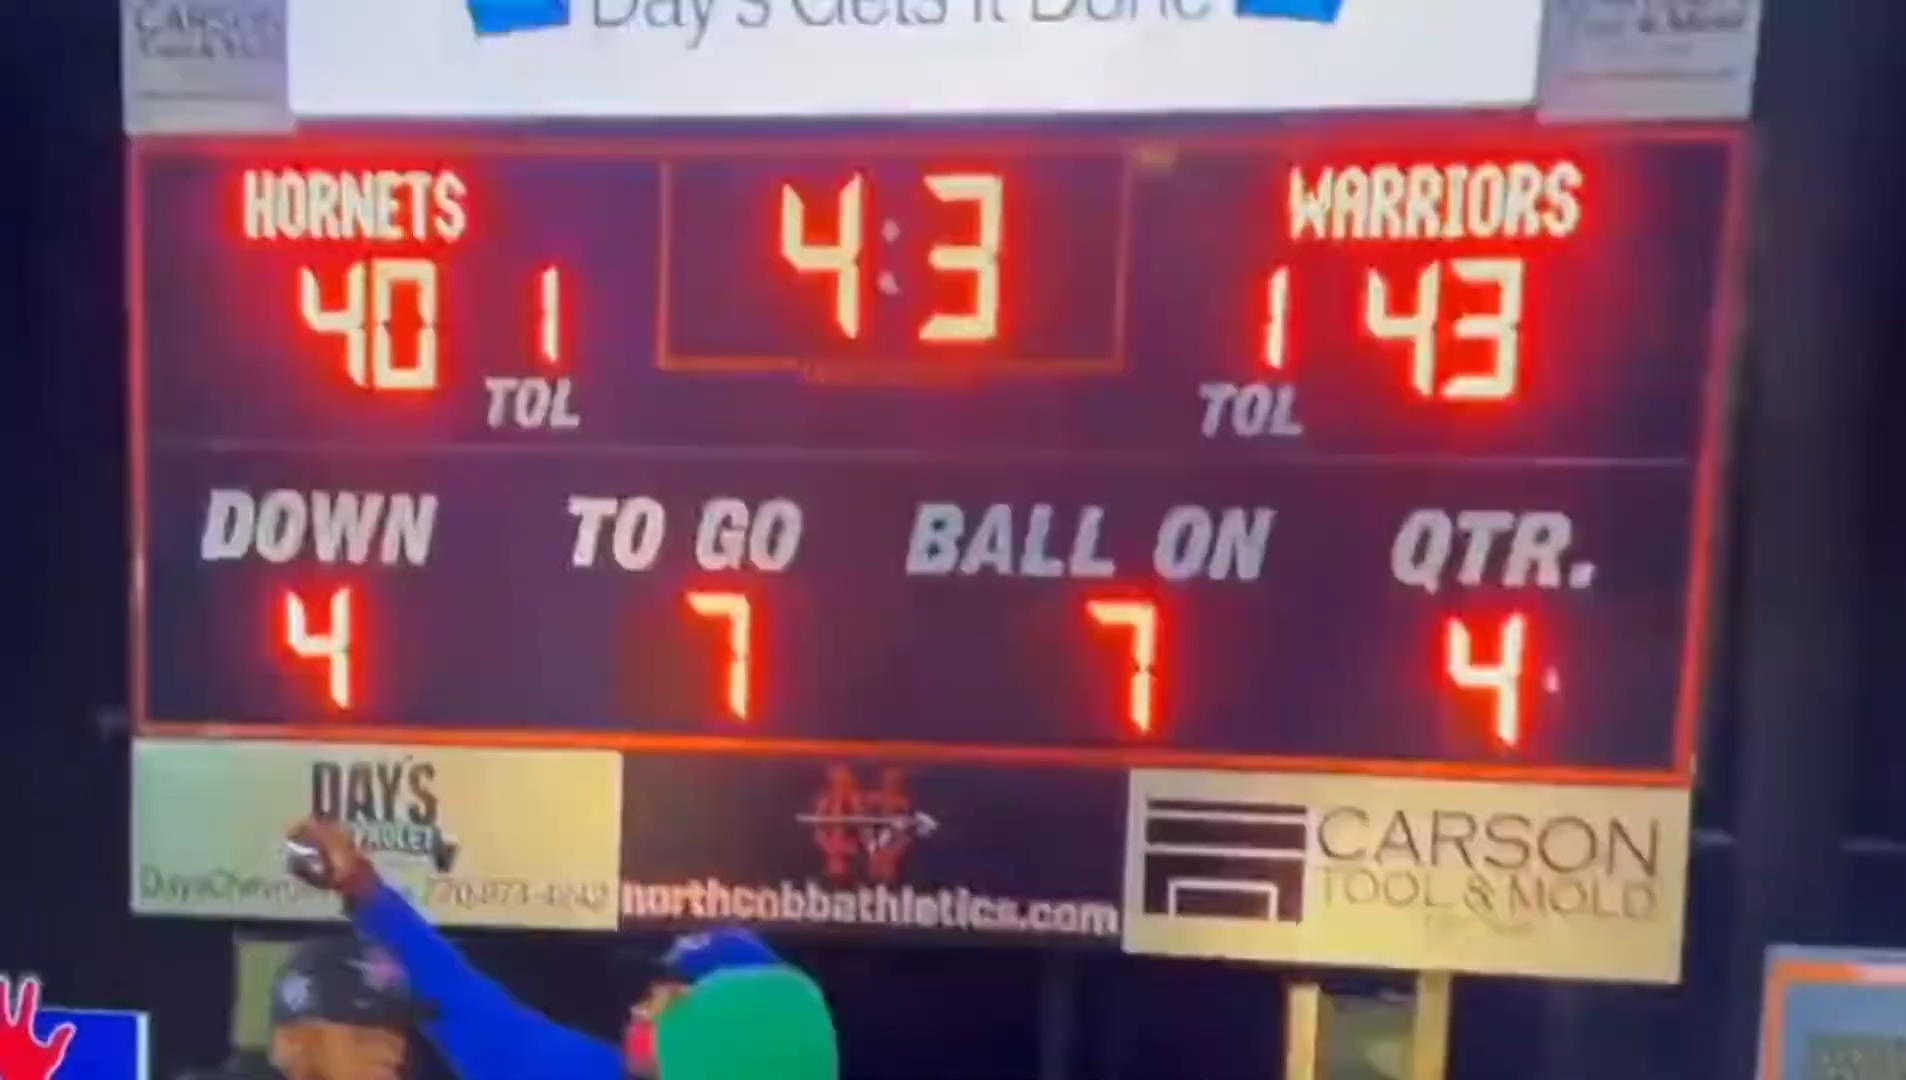 Day's Gets it Done
HORNETS 4:3 WARRIORS
40 1 1 43
TOL TOL
DOWN TO GO BALL ON QTR.
4 7 7 4
DAY'S
CARSON
TOOL & MOLD
northcobbathletics.com